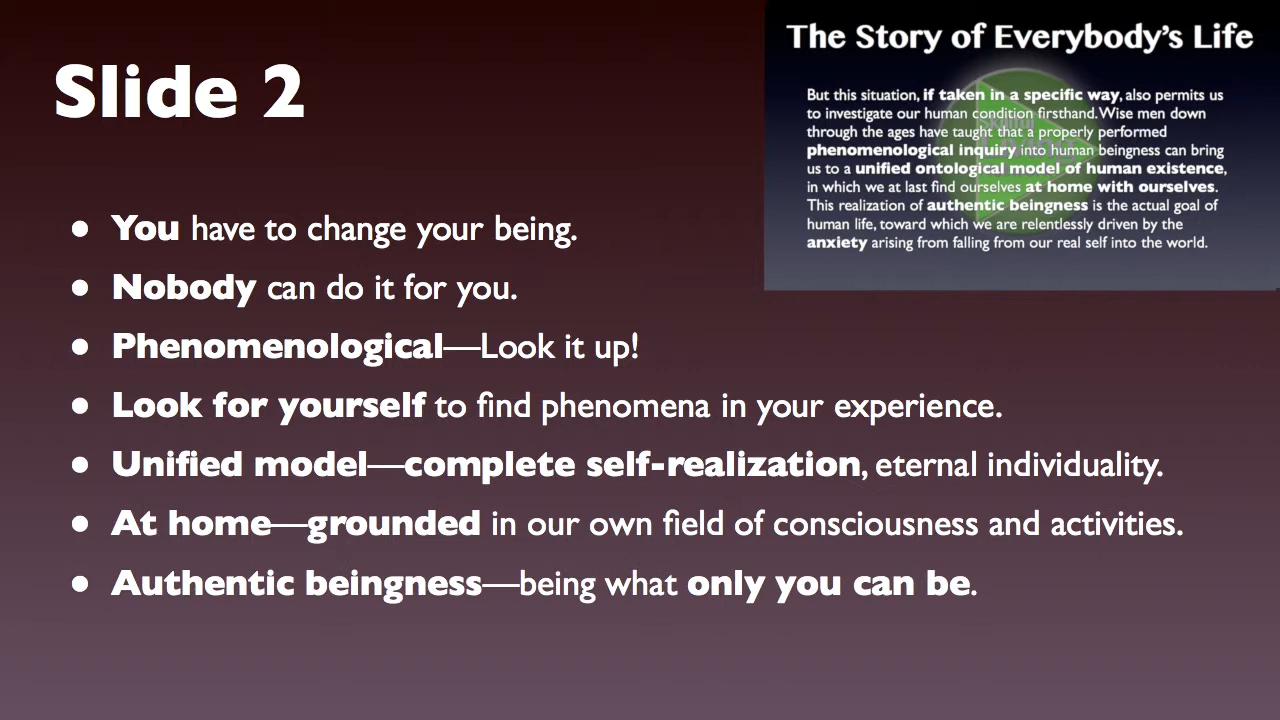 Slide 2
• You have to change your being.
• Nobody can do it for you.
• Phenomenological—Look it up!
• Look for yourself to find phenomena in your experience.
• Unified model—complete self-realization, eternal individuality.
• At home—grounded in our own field of consciousness and activities.
• Authentic beingness—being what only you can be.
The Story of Everybody's Life
But this situation, if taken in a specific way, also permits us
to investigate our human condition firsthand. Wise men down
through the ages have taught that a properly performed
phenomenological inquiry into human beingness can bring
us to a unified ontological model of human existence,
in which we at last find ourselves at home with ourselves.
This realization of authentic beingness is the actual goal of
human life, toward which we are relentlessly driven by the
anxiety arising from falling from our real self into the world.